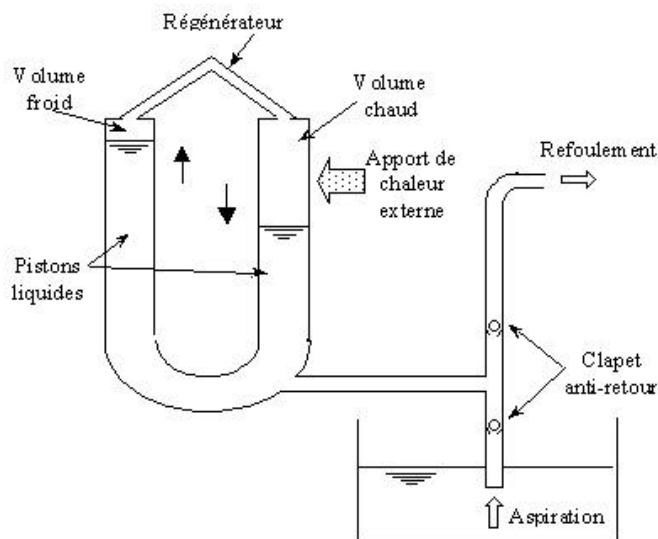 Régénérateur
Volume
froid
Volume
chaud
Apport de
chaleur
externe
Refoulement
Pistons
liquides
Clapet
anti-retour
Aspiration